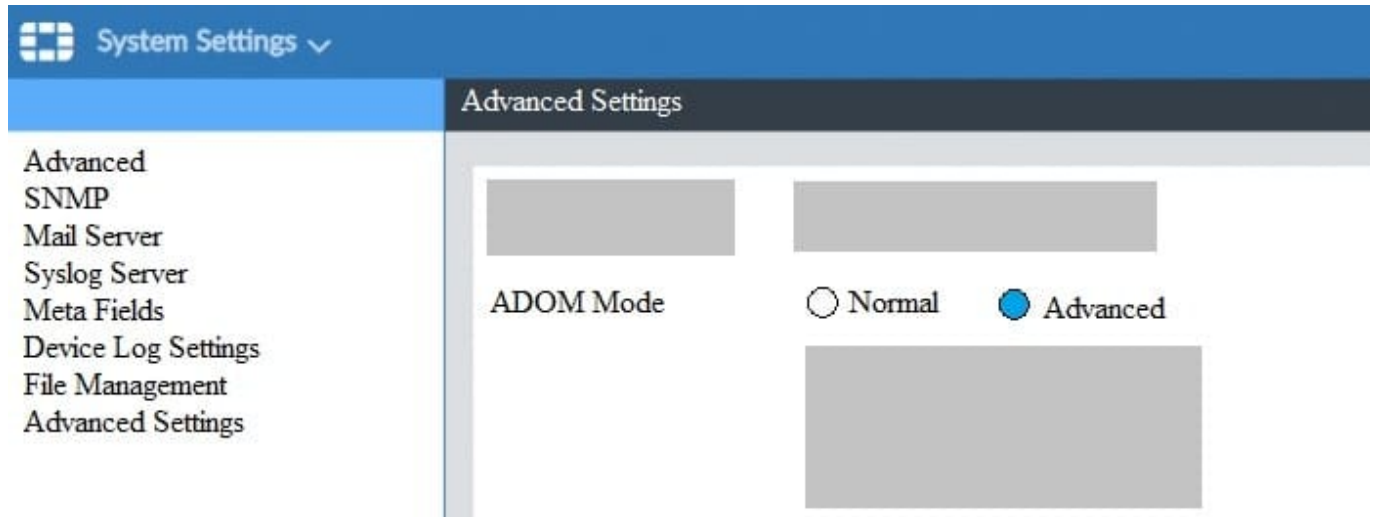 System Settings
Advanced Settings
Advanced
SNMP
Mail Server
Syslog Server
Meta Fields
Device Log Settings
File Management
Advanced Settings
ADOM Mode
Normal
Advanced